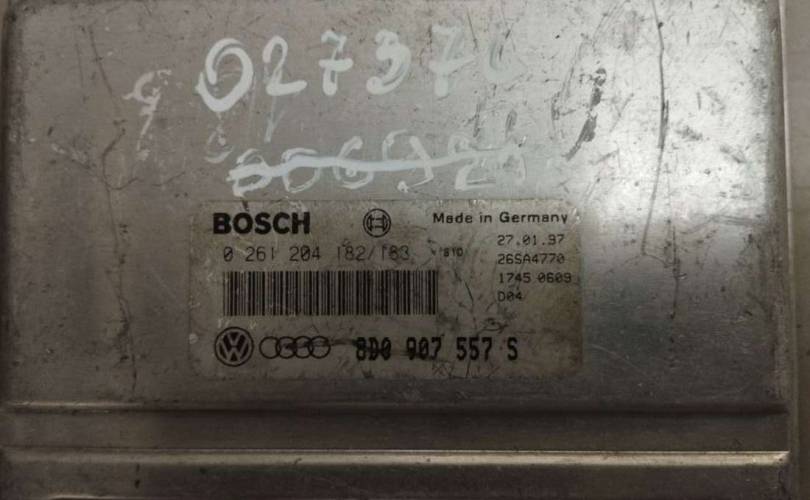 02737
BOSCH
Made in Germany
0 261 204 182/183
27.01.97
26SA4770
1745 0609
D04
8D0 907 557 S